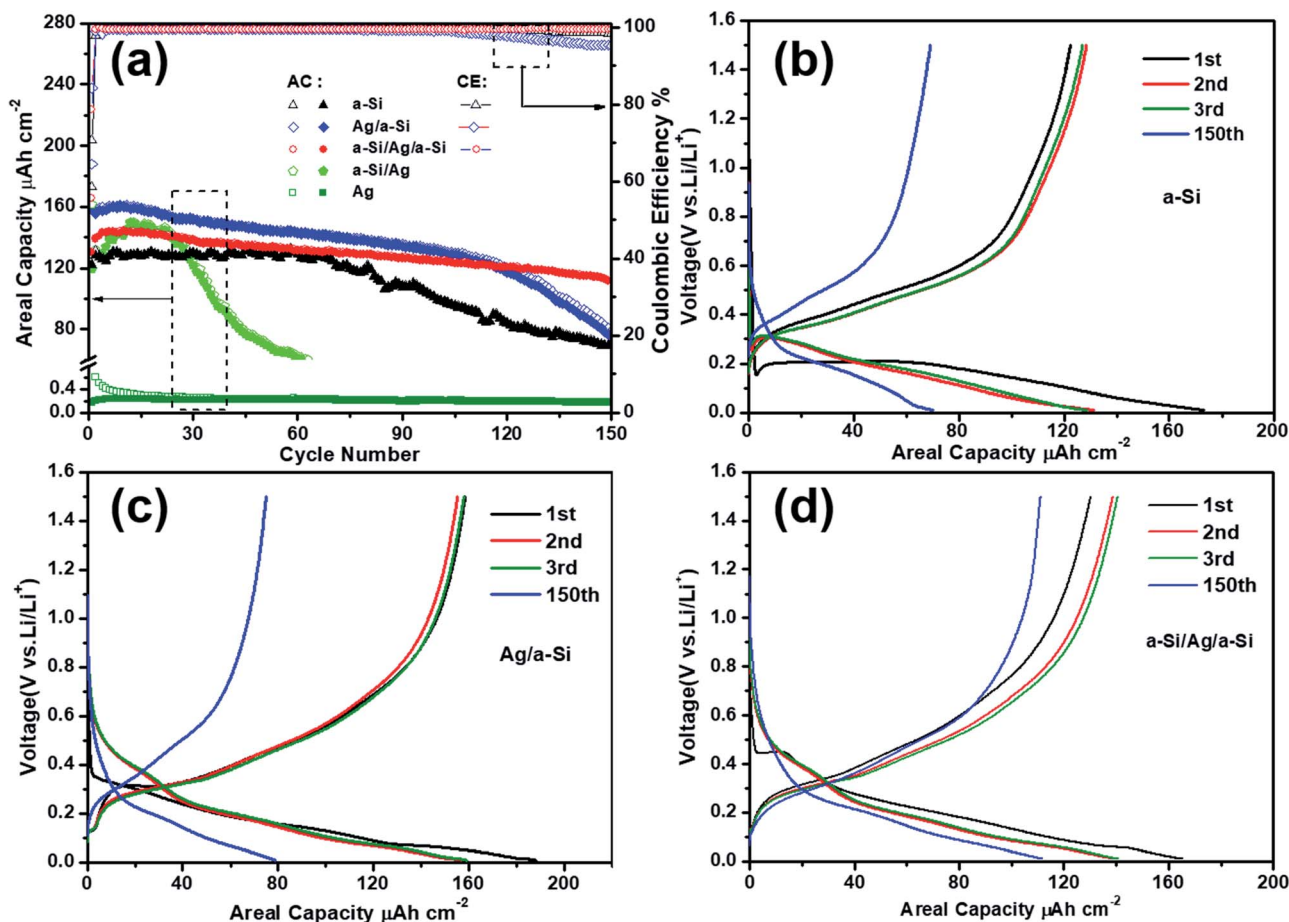 (a)
Areal Capacity µAh cm⁻²
280
240
200
160
120
80
0.4
0.0
AC : CE:
a-Si
Ag/a-Si
a-Si/Ag/a-Si
a-Si/Ag
Ag
100
80
60
40
20
0
Coulombic Efficiency %
0 30 60 90 120 150
Cycle Number
(b)
Voltage(V vs.Li/Li⁺)
1.6
1.4
1.2
1.0
0.8
0.6
0.4
0.2
0.0
1st
2nd
3rd
150th
a-Si
0 40 80 120 160 200
Areal Capacity µAh cm⁻²
(c)
Voltage(V vs.Li/Li⁺)
1.6
1.4
1.2
1.0
0.8
0.6
0.4
0.2
0.0
1st
2nd
3rd
150th
Ag/a-Si
0 40 80 120 160 200
Areal Capacity µAh cm⁻²
(d)
Voltage(V vs.Li/Li⁺)
1.6
1.4
1.2
1.0
0.8
0.6
0.4
0.2
0.0
1st
2nd
3rd
150th
a-Si/Ag/a-Si
0 40 80 120 160 200
Areal Capacity µAh cm⁻²